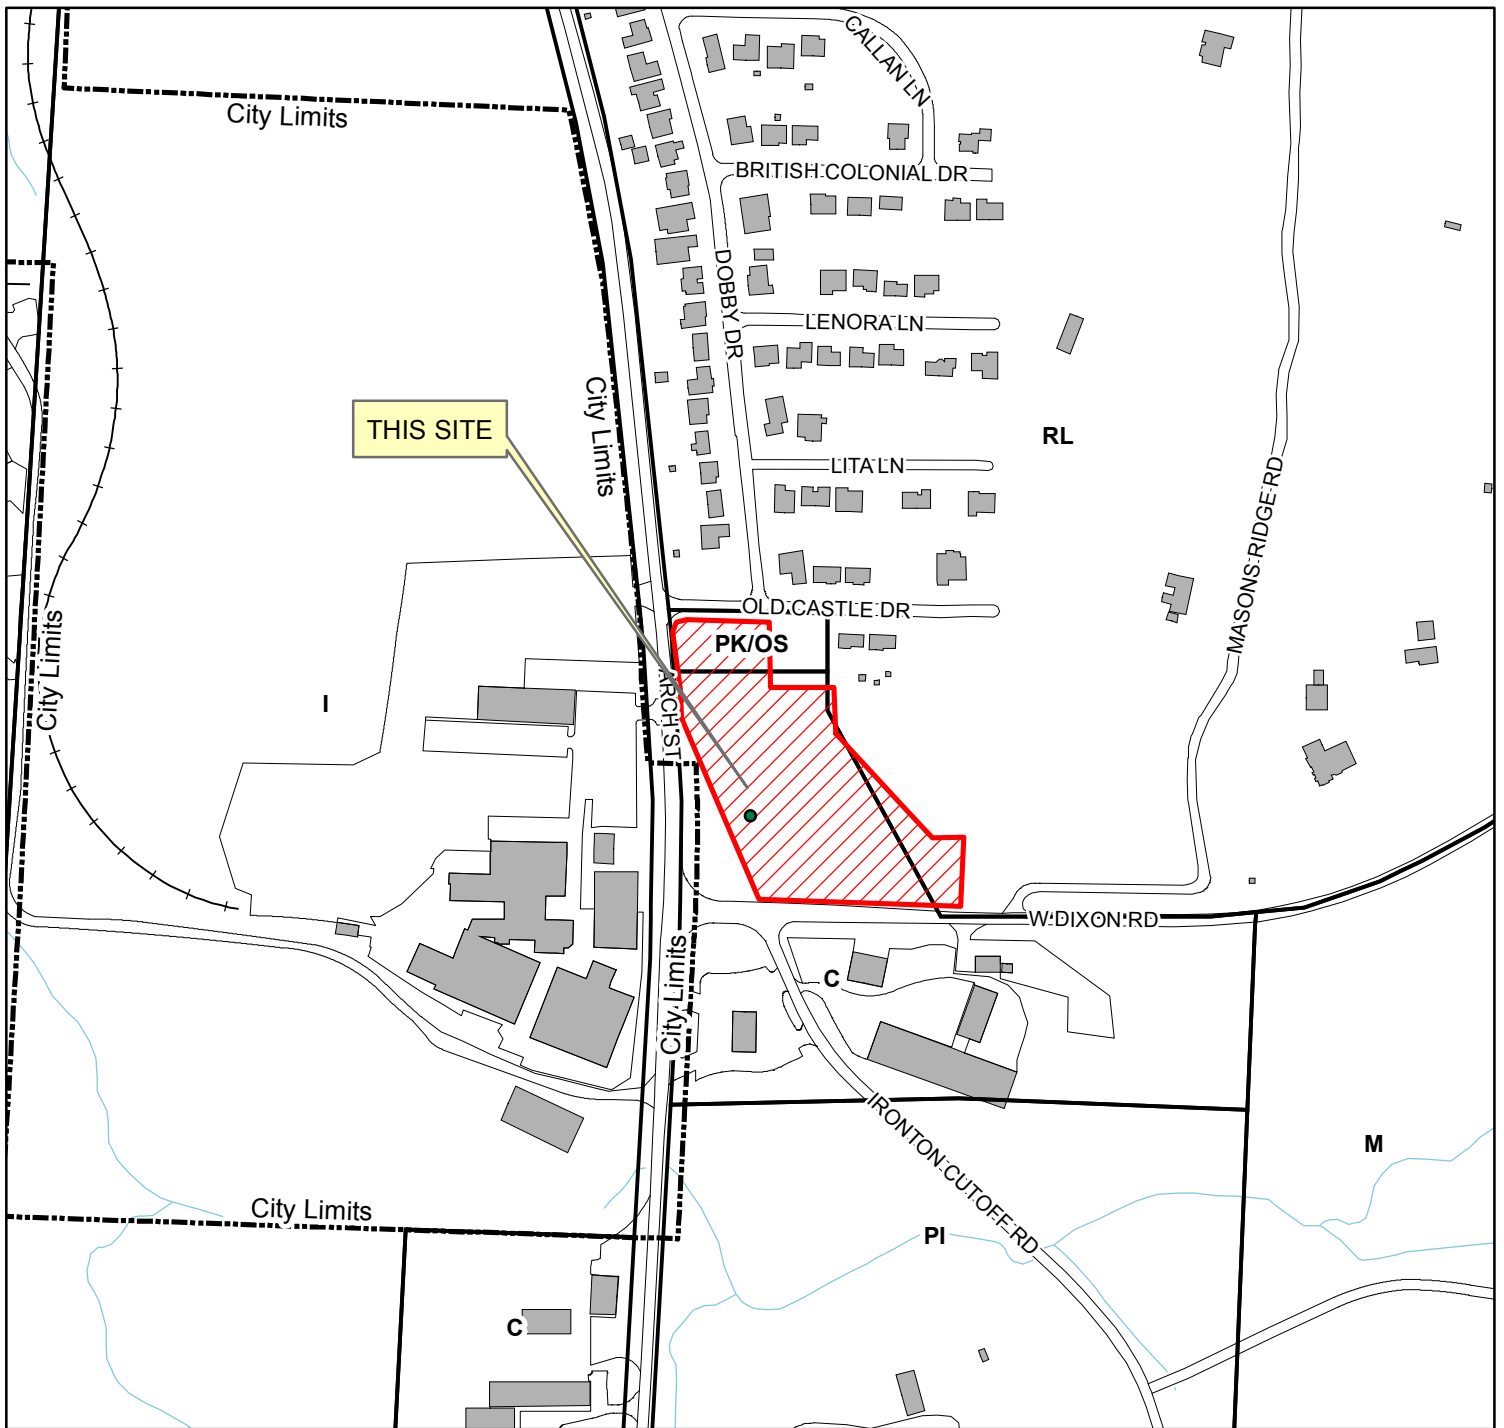 CALLAN LN
City Limits
BRITISH COLONIAL DR
DOBBY DR
LENORA LN
City Limits
THIS SITE
RL
LITA LN
MASONS RIDGE RD
OLD CASTLE DR
City Limits
PK/OS
I
ARCH ST
W DIXON RD
C
City Limits
IRONTON CUTOFF RD
M
City Limits
PI
C